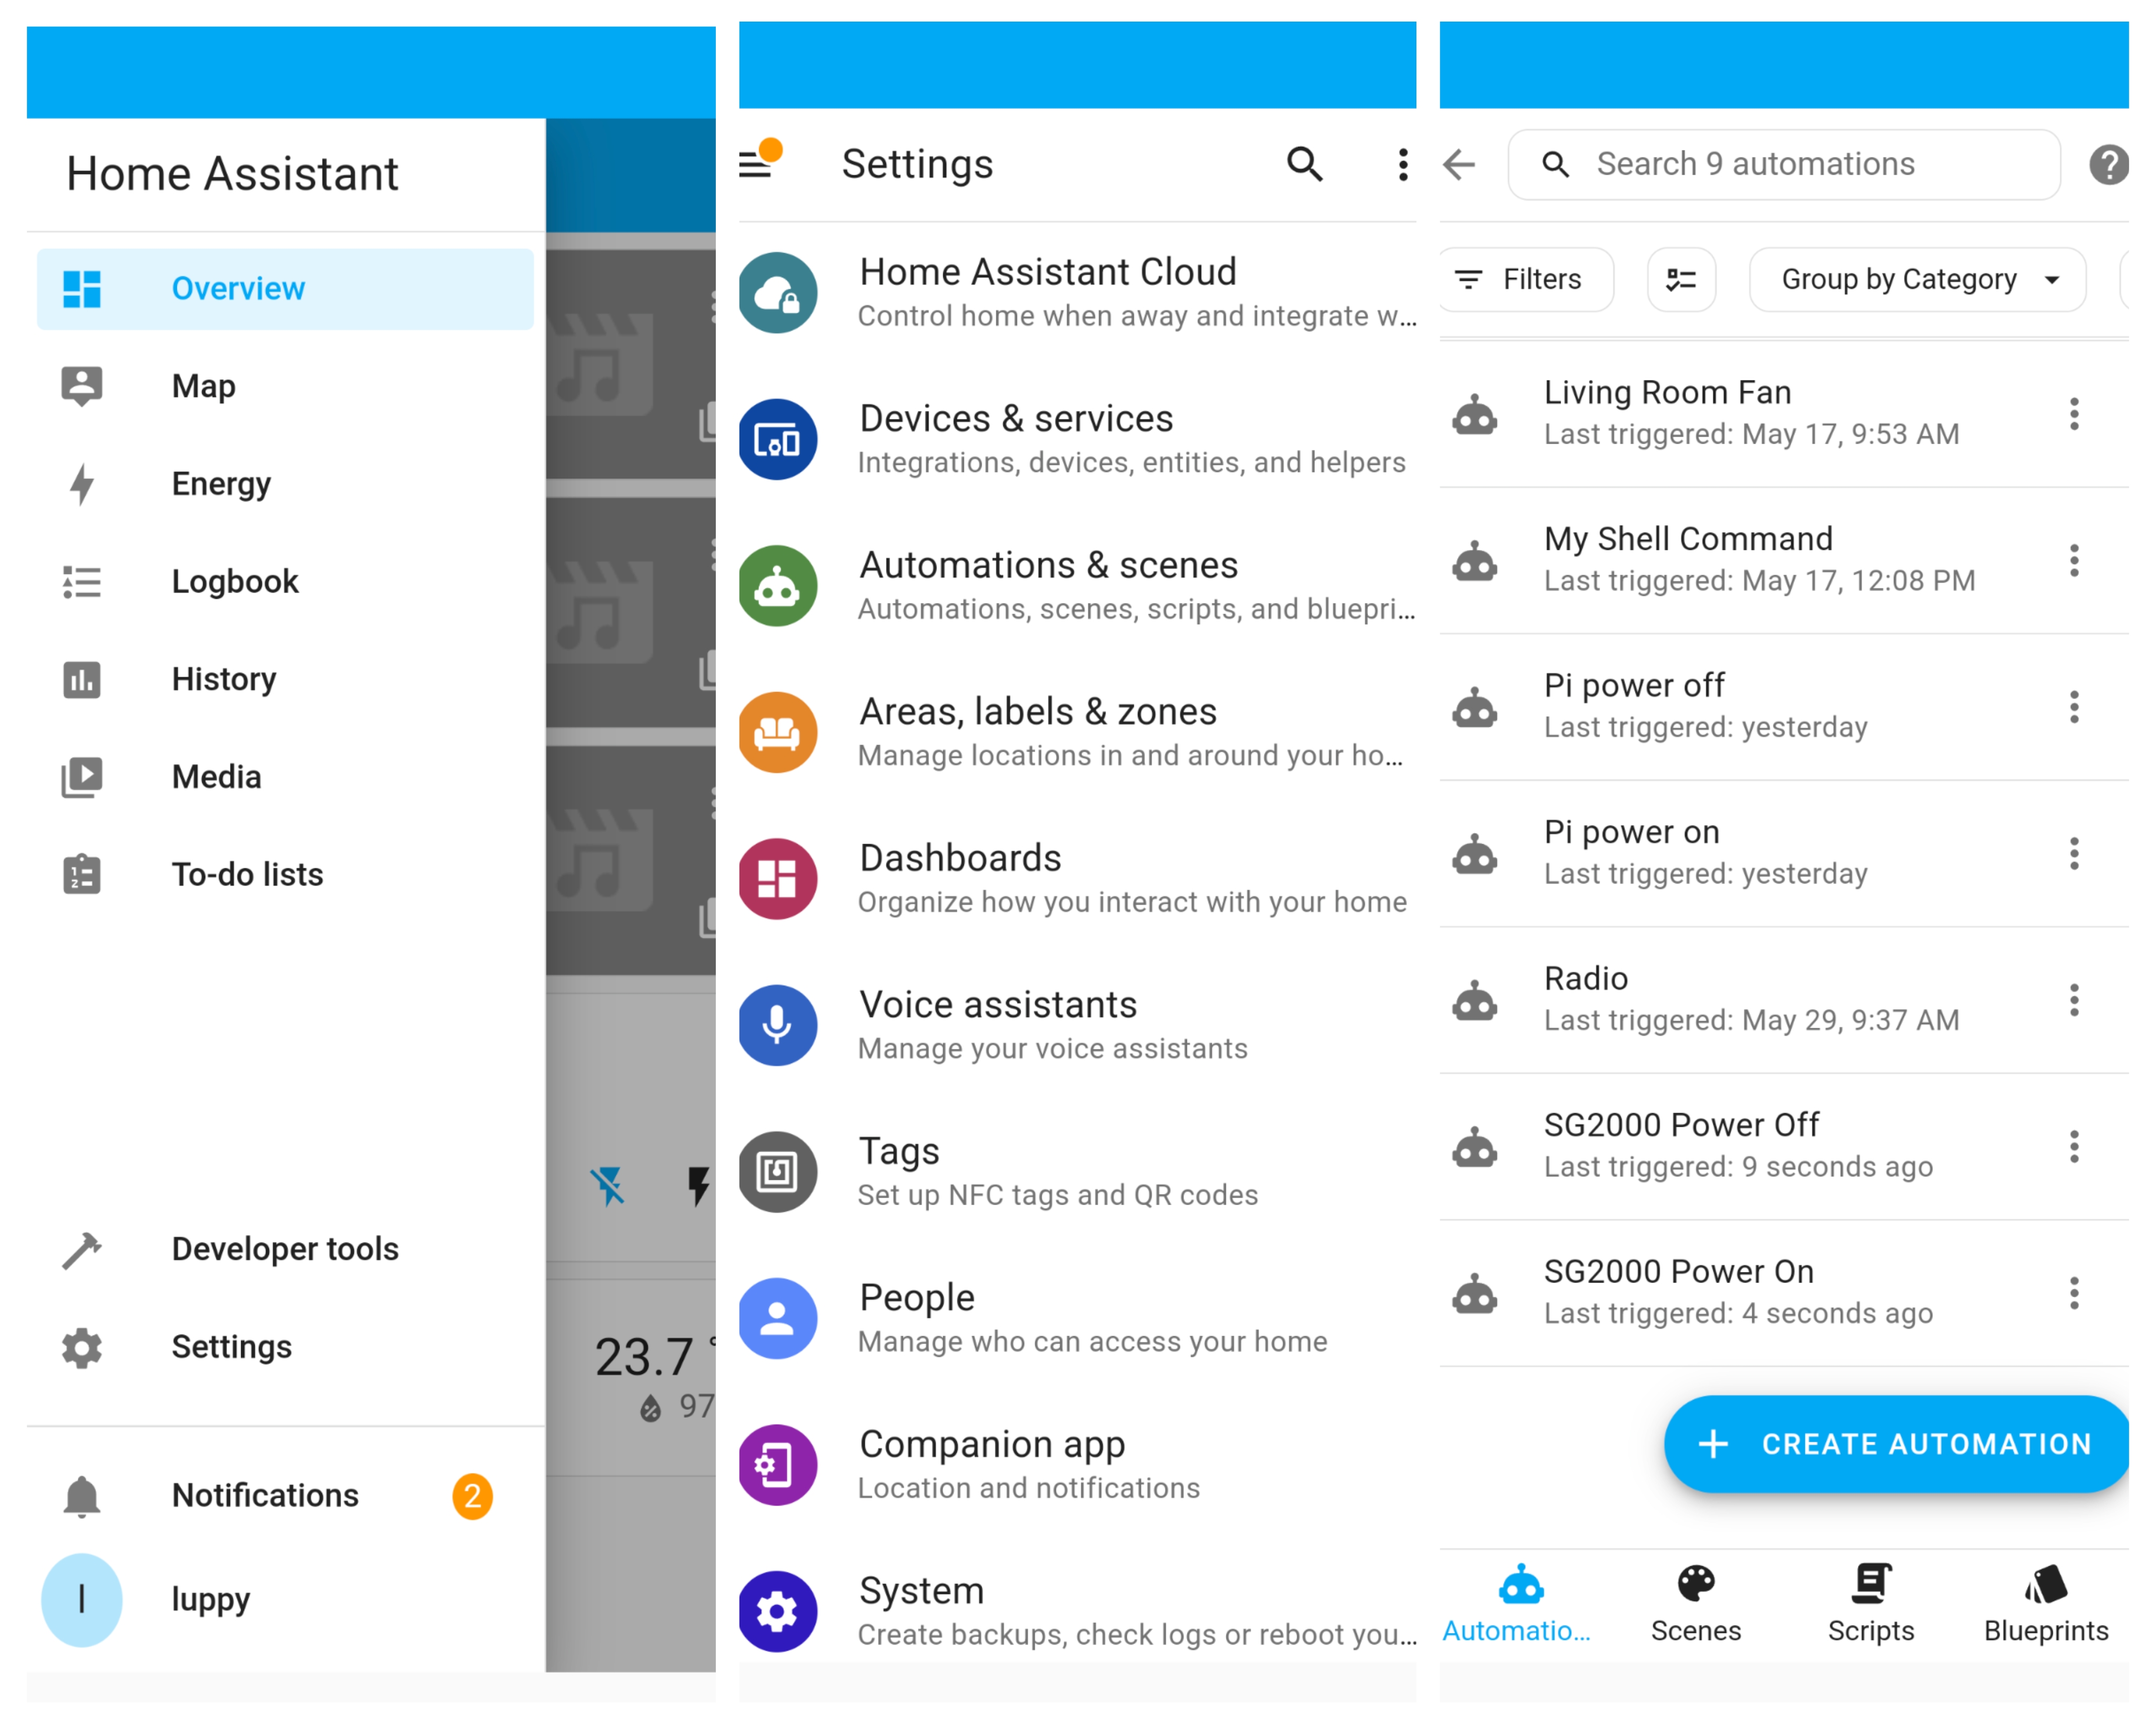 Home Assistant
Overview
Map
Energy
Logbook
History
Media
To-do lists
Developer tools
Settings
Notifications
2
l
luppy
23.7 °
97
Settings
Home Assistant Cloud
Control home when away and integrate w...
Devices & services
Integrations, devices, entities, and helpers
Automations & scenes
Automations, scenes, scripts, and bluepri...
Areas, labels & zones
Manage locations in and around your ho...
Dashboards
Organize how you interact with your home
Voice assistants
Manage your voice assistants
Tags
Set up NFC tags and QR codes
People
Manage who can access your home
Companion app
Location and notifications
System
Create backups, check logs or reboot you...
Search 9 automations
Filters
Group by Category
Living Room Fan
Last triggered: May 17, 9:53 AM
My Shell Command
Last triggered: May 17, 12:08 PM
Pi power off
Last triggered: yesterday
Pi power on
Last triggered: yesterday
Radio
Last triggered: May 29, 9:37 AM
SG2000 Power Off
Last triggered: 9 seconds ago
SG2000 Power On
Last triggered: 4 seconds ago
+ CREATE AUTOMATION
Automatio...
Scenes
Scripts
Blueprints